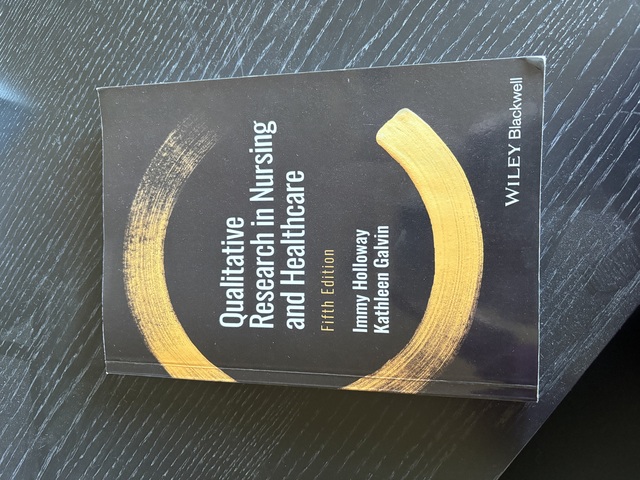 Qualitative
Research in Nursing
and Healthcare
Fifth Edition
Immy Holloway
Kathleen Galvin
WILEY Blackwell